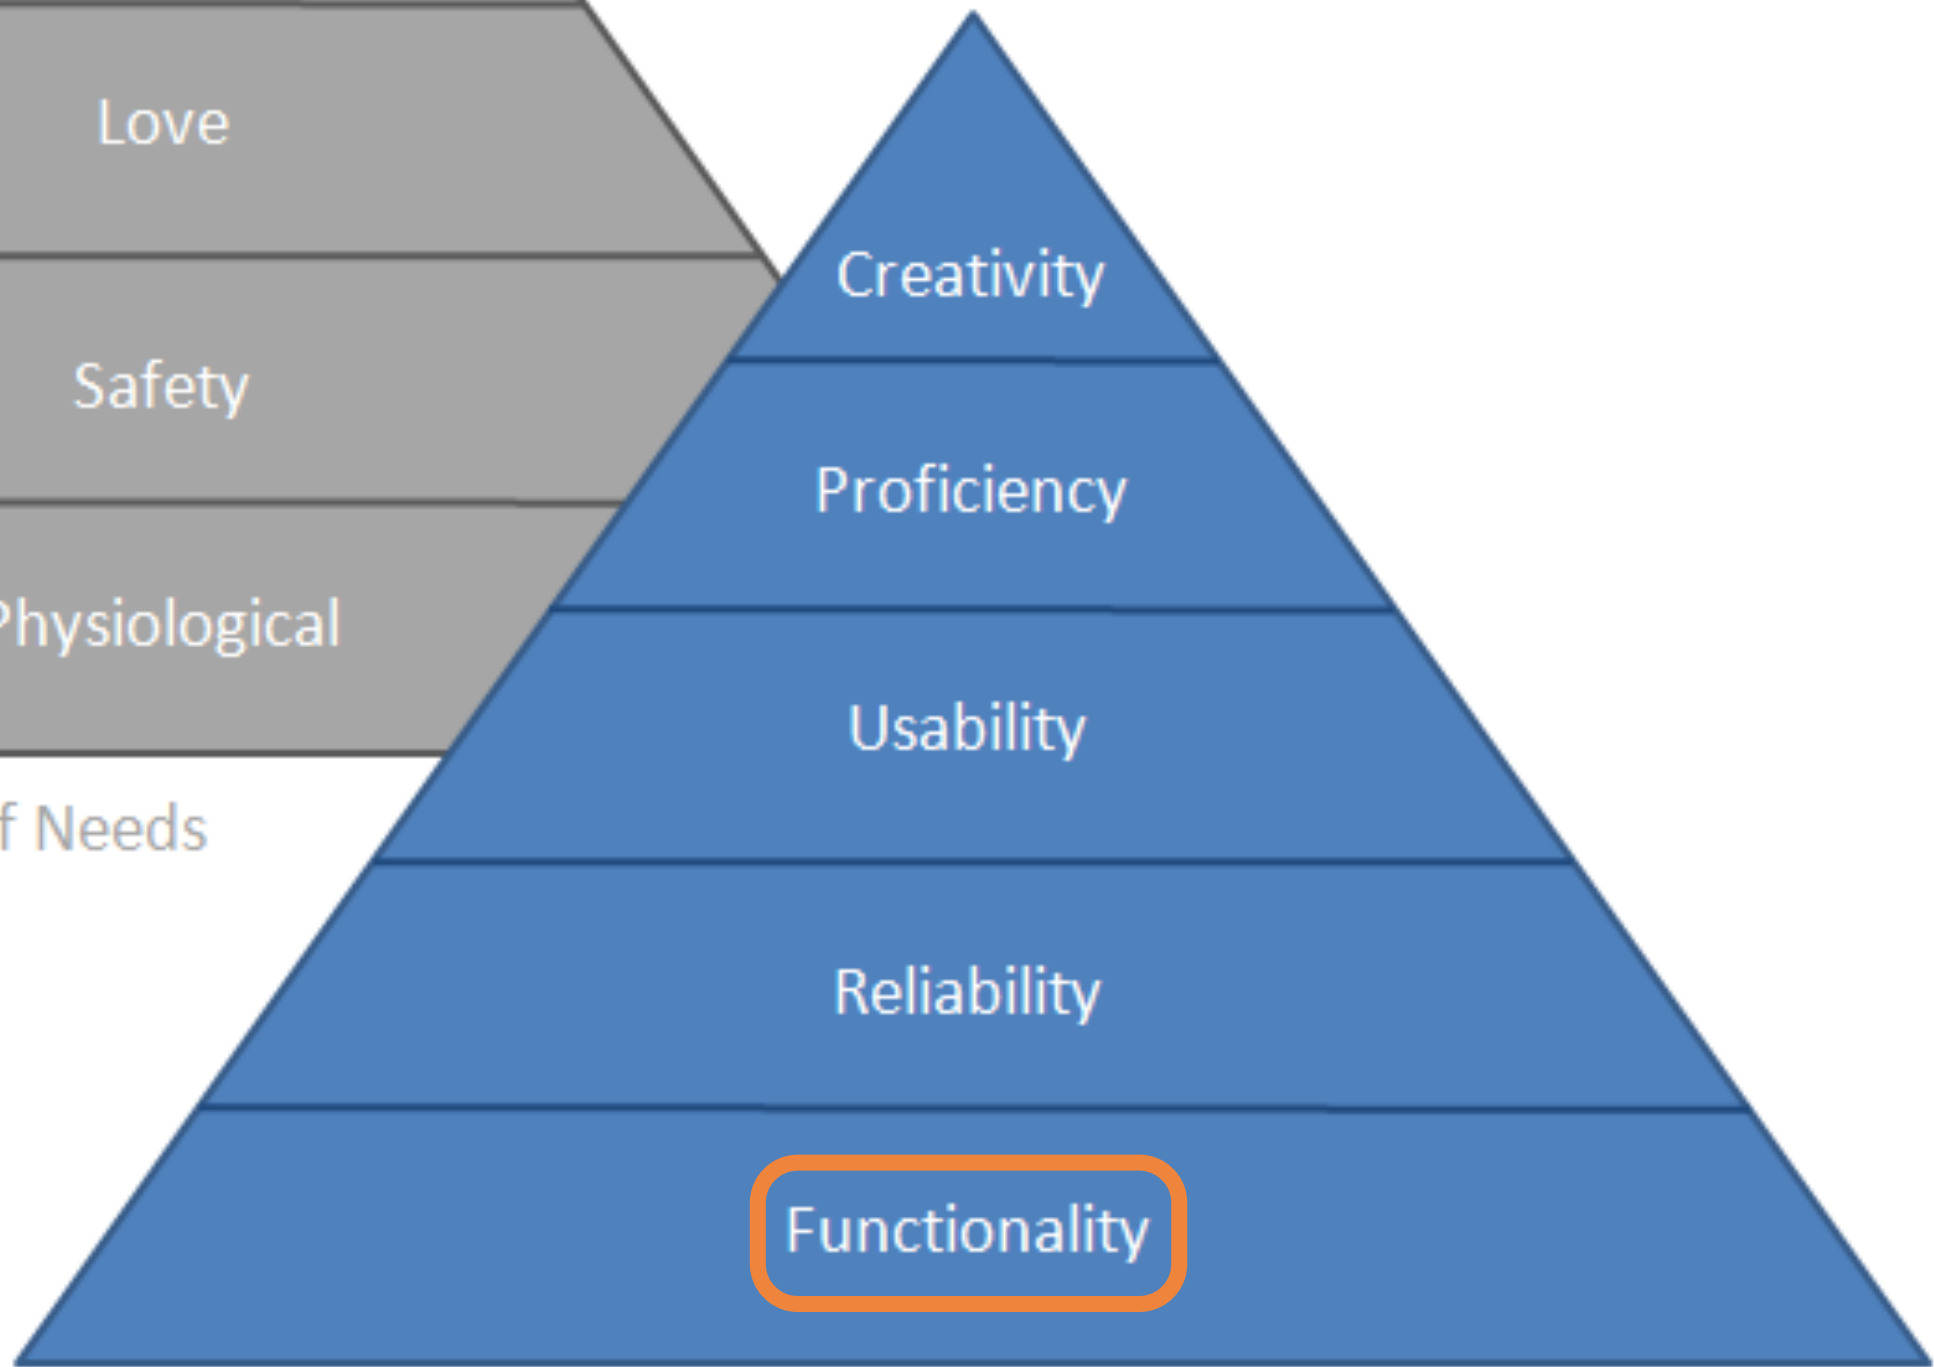 Love
Safety
Physiological
f Needs
Creativity
Proficiency
Usability
Reliability
Functionality